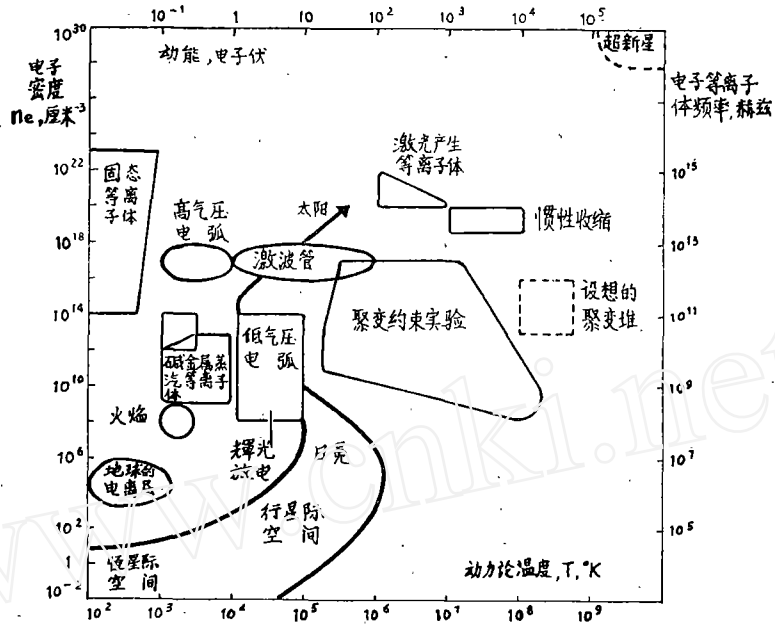 10⁻¹ 1 10 10² 10³ 10⁴ 10⁵
10³⁰
动能,电子伏
超新星
电子
密度
ne,厘米⁻³
电子等离子
体频率,赫兹
激光产生
等离子体
10²²
固态
等离
子体
10¹⁵
高气压
电弧
太阳
惯性收缩
10¹⁸
激波管
10¹³
设想的
聚变堆
10¹⁴
聚变约束实验
低气压
电弧
10¹¹
碱金属蒸
汽等离子
体
10¹⁰
10⁹
火焰
辉光
日冕
10⁶
地球的
电离层
10⁷
行星际
空间
10²
10⁵
1
恒星际
空间
动力论温度,T,°K
10⁻²
10² 10³ 10⁴ 10⁵ 10⁶ 10⁷ 10⁸ 10⁹
www.cnki.net